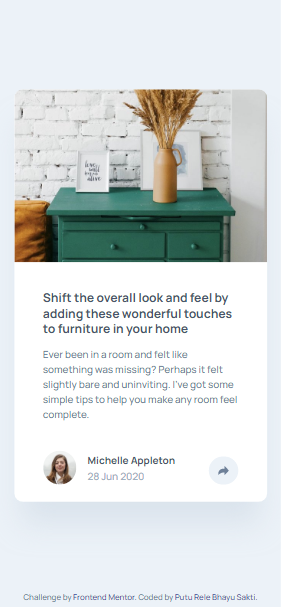 love
well
Shift the overall look and feel by
adding these wonderful touches
to furniture in your home
Ever been in a room and felt like
something was missing? Perhaps it felt
slightly bare and uninviting. I've got some
simple tips to help you make any room feel
complete.
Michelle Appleton
28 Jun 2020
Challenge by Frontend Mentor. Coded by Putu Rele Bhayu Sakti.